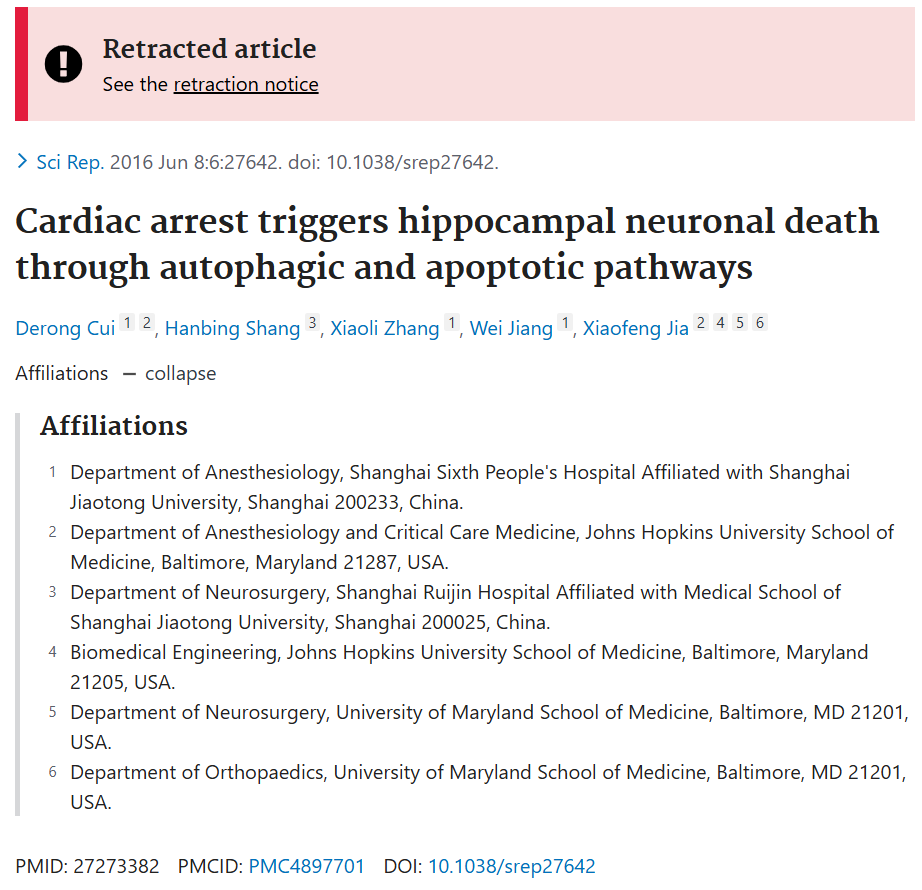 Retracted article
See the retraction notice
Sci Rep. 2016 Jun 8:6:27642. doi: 10.1038/srep27642.
Cardiac arrest triggers hippocampal neuronal death
through autophagic and apoptotic pathways
Derong Cui 1 2, Hanbing Shang 3, Xiaoli Zhang 1, Wei Jiang 1, Xiaofeng Jia 2 4 5 6
Affiliations — collapse
Affiliations
1 Department of Anesthesiology, Shanghai Sixth People's Hospital Affiliated with Shanghai
Jiaotong University, Shanghai 200233, China.
2 Department of Anesthesiology and Critical Care Medicine, Johns Hopkins University School of
Medicine, Baltimore, Maryland 21287, USA.
3 Department of Neurosurgery, Shanghai Ruijin Hospital Affiliated with Medical School of
Shanghai Jiaotong University, Shanghai 200025, China.
4 Biomedical Engineering, Johns Hopkins University School of Medicine, Baltimore, Maryland
21205, USA.
5 Department of Neurosurgery, University of Maryland School of Medicine, Baltimore, MD 21201,
USA.
6 Department of Orthopaedics, University of Maryland School of Medicine, Baltimore, MD 21201,
USA.
PMID: 27273382 PMCID: PMC4897701 DOI: 10.1038/srep27642